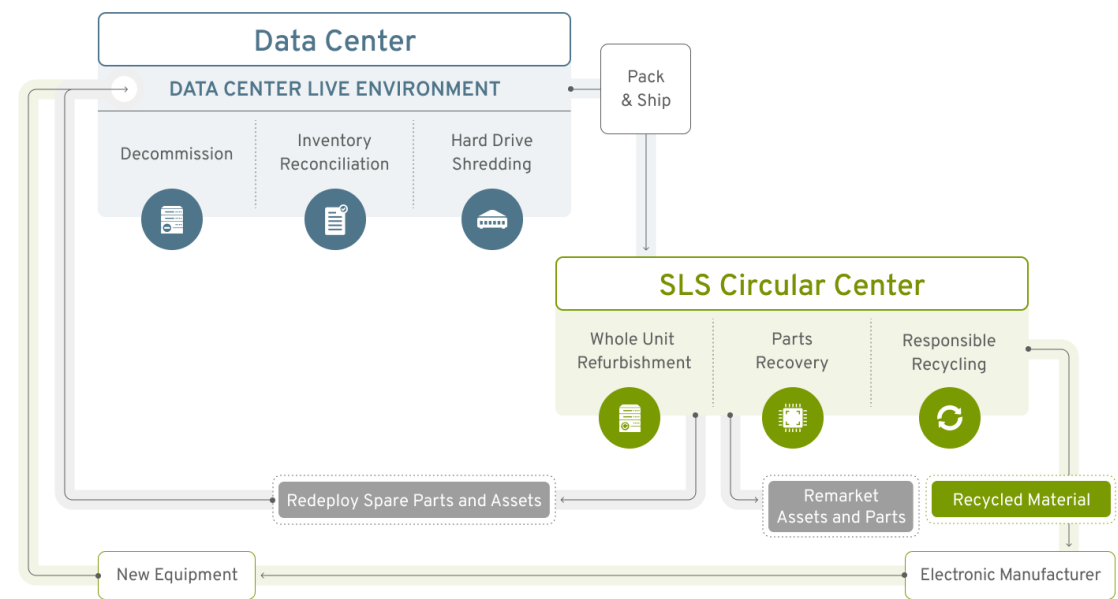 Data Center
DATA CENTER LIVE ENVIRONMENT
Decommission
Inventory
Reconciliation
Hard Drive
Shredding
Pack
& Ship
SLS Circular Center
Whole Unit
Refurbishment
Parts
Recovery
Responsible
Recycling
Redeploy Spare Parts and Assets
Remarket
Assets and Parts
Recycled Material
New Equipment
Electronic Manufacturer